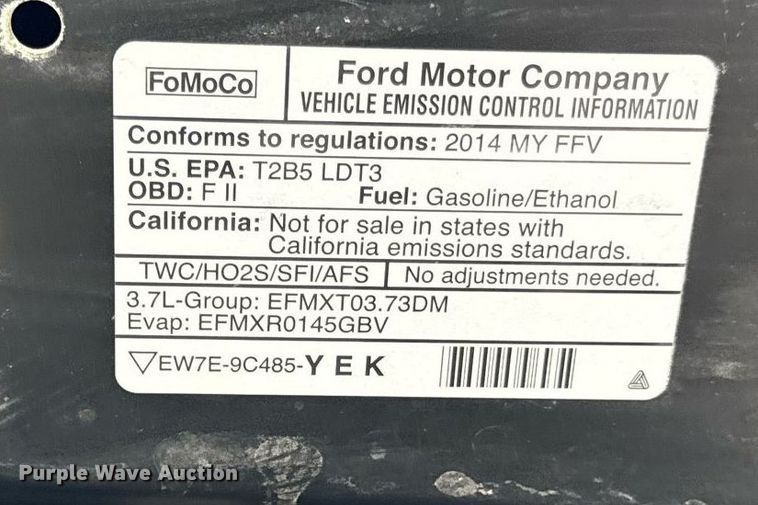 FoMoCo
Ford Motor Company
VEHICLE EMISSION CONTROL INFORMATION
Conforms to regulations: 2014 MY FFV
U.S. EPA: T2B5 LDT3
OBD: F II Fuel: Gasoline/Ethanol
California: Not for sale in states with
California emissions standards.
TWC/HO2S/SFI/AFS No adjustments needed.
3.7L-Group: EFMXT03.73DM
Evap: EFMXR0145GBV
EW7E-9C485-Y E K
Purple Wave Auction